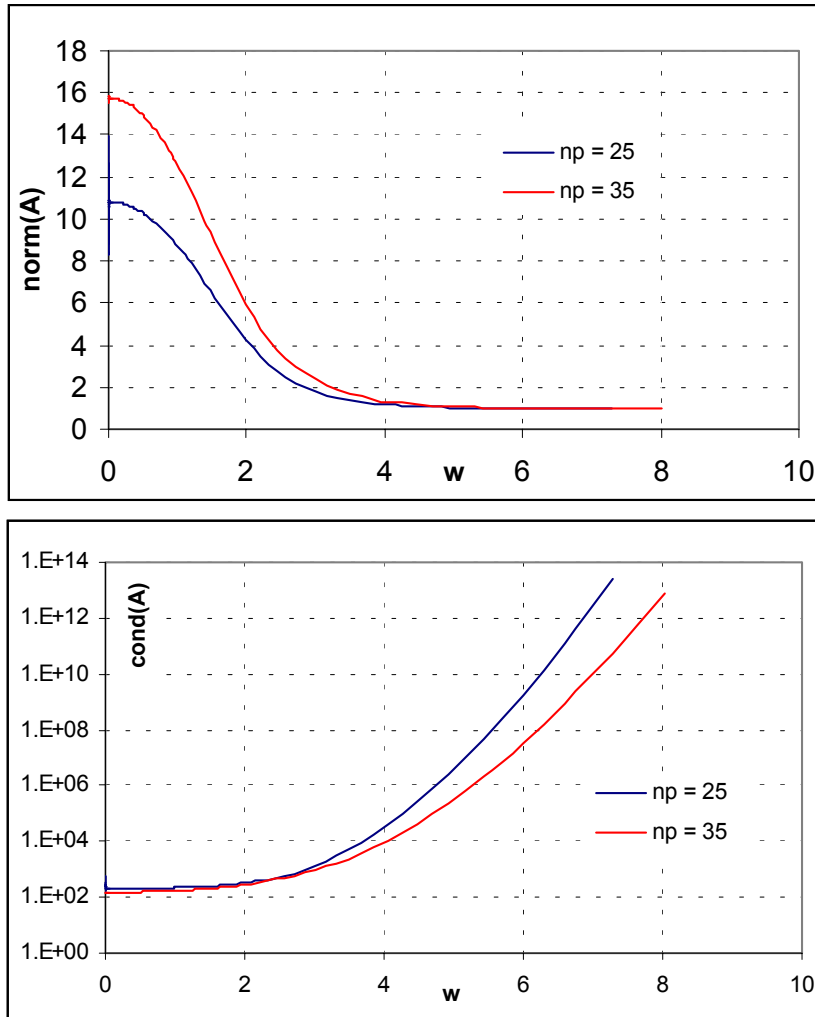 norm(A)
18
16
14
12
10
8
6
4
2
0
np = 25
np = 35
0 2 4 6 8 10
w
cond(A)
1.E+14
1.E+12
1.E+10
1.E+08
1.E+06
1.E+04
1.E+02
1.E+00
np = 25
np = 35
0 2 4 6 8 10
w